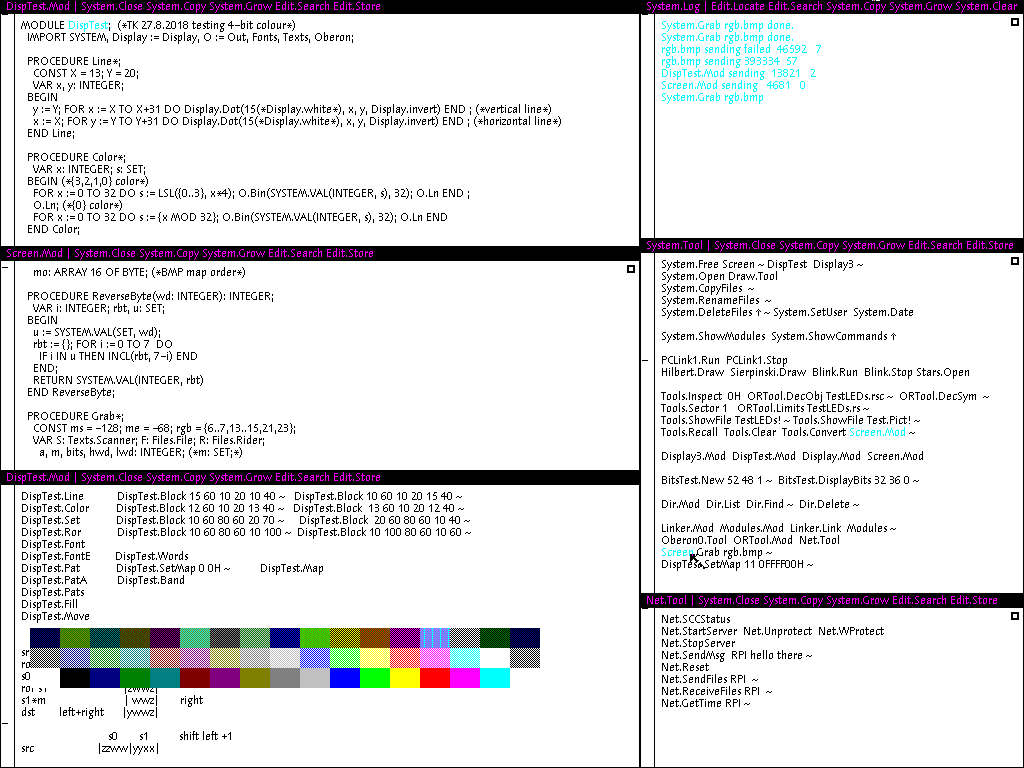 DispTest.Mod | System.Close System.Copy System.Grow Edit.Search Edit.Store
MODULE DispTest; (*TK 27.8.2018 testing 4-bit colour*)
IMPORT SYSTEM, Display := Display, O := Out, Fonts, Texts, Oberon;
PROCEDURE Line*;
CONST X = 13; Y = 20;
VAR x, y: INTEGER;
BEGIN
y := Y; FOR x := X TO X+31 DO Display.Dot(15(*Display.white*), x, y, Display.invert) END ; (*vertical line*)
x := X; FOR y := Y TO Y+31 DO Display.Dot(15(*Display.white*), x, y, Display.invert) END ; (*horizontal line*)
END Line;
PROCEDURE Color*;
VAR x: INTEGER; s: SET;
BEGIN (*{3,2,1,0} color*)
FOR x := 0 TO 32 DO s := LSL({0..3}, x*4); O.Bin(SYSTEM.VAL(INTEGER, s), 32); O.Ln END ;
O.Ln; (*{0} color*)
FOR x := 0 TO 32 DO s := {x MOD 32}; O.Bin(SYSTEM.VAL(INTEGER, s), 32); O.Ln END
END Color;
Screen.Mod | System.Close System.Copy System.Grow Edit.Search Edit.Store
mo: ARRAY 16 OF BYTE; (*BMP map order*)
PROCEDURE ReverseByte(wd: INTEGER): INTEGER;
VAR i: INTEGER; rbt, u: SET;
BEGIN
u := SYSTEM.VAL(SET, wd);
rbt := {}; FOR i := 0 TO 7 DO
IF i IN u THEN INCL(rbt, 7-i) END
END;
RETURN SYSTEM.VAL(INTEGER, rbt)
END ReverseByte;
PROCEDURE Grab*;
CONST ms = -128; me = -68; rgb = {6..7,13..15,21,23};
VAR S: Texts.Scanner; F: Files.File; R: Files.Rider;
a, m, bits, hwd, lwd: INTEGER; (*m: SET;*)
DispTest.Mod | System.Close System.Copy System.Grow Edit.Search Edit.Store
DispTest.Line DispTest.Block 15 60 10 20 10 40 ~ DispTest.Block 10 60 10 20 15 40 ~
DispTest.Color DispTest.Block 12 60 10 20 13 40 ~ DispTest.Block 13 60 10 20 12 40 ~
DispTest.Set DispTest.Block 10 60 80 60 20 70 ~ DispTest.Block 20 60 80 60 10 40 ~
DispTest.Ror DispTest.Block 10 60 80 60 10 100 ~ DispTest.Block 10 100 80 60 10 60 ~
DispTest.Font
DispTest.FontE DispTest.Words
DispTest.Pat DispTest.SetMap 0 0H ~ DispTest.Map
DispTest.PatA DispTest.Band
DispTest.Pats
DispTest.Fill
DispTest.Move
s0
s1*m | wwz| right
dst left+right |ywwz|
s0 s1 shift left +1
src |zzww|yyxx|
System.Log | Edit.Locate Edit.Search System.Copy System.Grow System.Clear
System.Grab rgb.bmp done.
System.Grab rgb.bmp done.
rgb.bmp sending failed 46592 7
rgb.bmp sending 393334 57
DispTest.Mod sending 13821 2
Screen.Mod sending 4681 0
System.Grab rgb.bmp
System.Tool | System.Close System.Copy System.Grow Edit.Search Edit.Store
System.Free Screen ~ DispTest Display3 ~
System.Open Draw.Tool
System.CopyFiles ~
System.RenameFiles ~
System.DeleteFiles ↑ ~ System.SetUser System.Date
System.ShowModules System.ShowCommands ↑
PCLink1.Run PCLink1.Stop
Hilbert.Draw Sierpinski.Draw Blink.Run Blink.Stop Stars.Open
Tools.Inspect 0H ORTool.DecObj TestLEDs.rsc ~ ORTool.DecSym ~
Tools.Sector 1 ORTool.Limits TestLEDs.rs ~
Tools.ShowFile TestLEDs! ~ Tools.ShowFile Test.Pict! ~
Tools.Recall Tools.Clear Tools.Convert Screen.Mod ~
Display3.Mod DispTest.Mod Display.Mod Screen.Mod
BitsTest.New 52 48 1 ~ BitsTest.DisplayBits 32 36 0 ~
Dir.Mod Dir.List Dir.Find ~ Dir.Delete ~
Linker.Mod Modules.Mod Linker.Link Modules ~
Oberon0.Tool ORTool.Mod Net.Tool
Screen.Grab rgb.bmp ~
DispTest.SetMap 11 0FFFF00H ~
Net.Tool | System.Close System.Copy System.Grow Edit.Search Edit.Store
Net.SCCStatus
Net.StartServer Net.Unprotect Net.WProtect
Net.StopServer
Net.SendMsg RPI hello there ~
Net.Reset
Net.SendFiles RPI ~
Net.ReceiveFiles RPI ~
Net.GetTime RPI ~